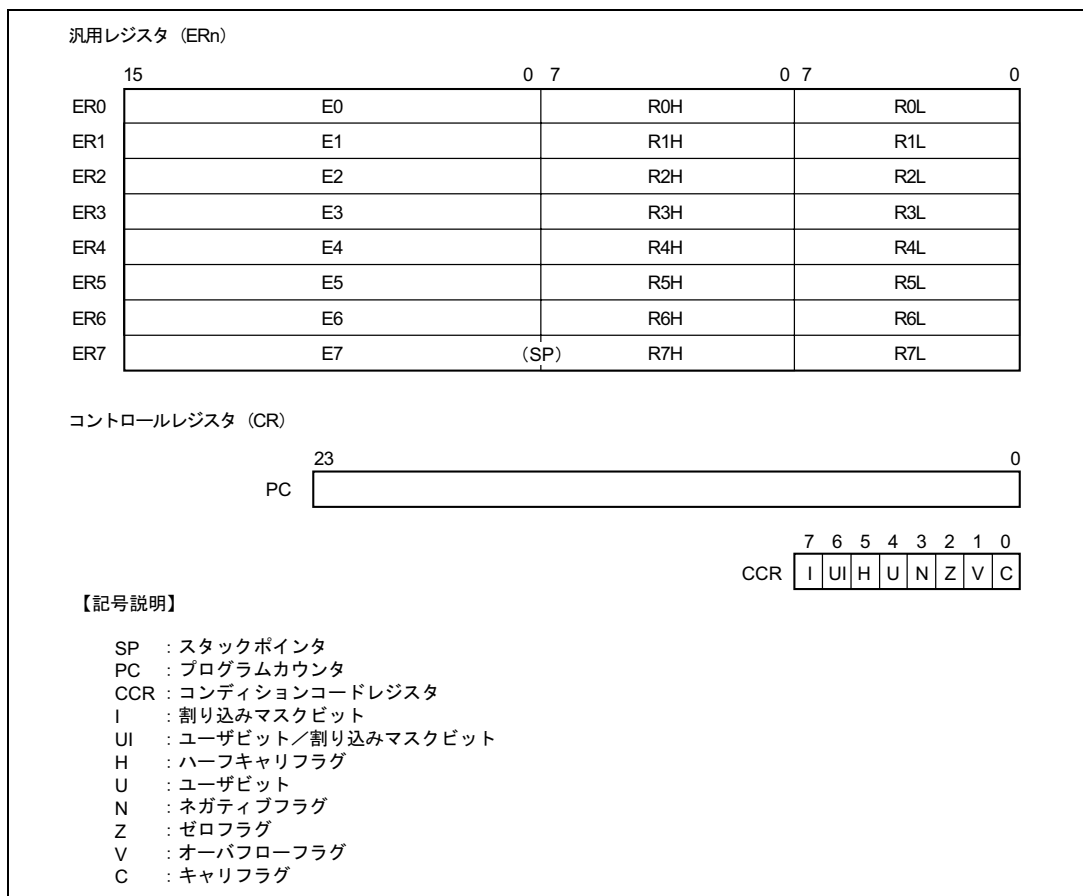 汎用レジスタ（ERn）
15 0 7 0 7 0
ER0 E0 R0H R0L
ER1 E1 R1H R1L
ER2 E2 R2H R2L
ER3 E3 R3H R3L
ER4 E4 R4H R4L
ER5 E5 R5H R5L
ER6 E6 R6H R6L
ER7 E7 （SP） R7H R7L
コントロールレジスタ（CR）
23 0
PC
7 6 5 4 3 2 1 0
CCR I UI H U N Z V C
【記号説明】
SP ：スタックポインタ
PC ：プログラムカウンタ
CCR ：コンディションコードレジスタ
I ：割り込みマスクビット
UI ：ユーザビット／割り込みマスクビット
H ：ハーフキャリフラグ
U ：ユーザビット
N ：ネガティブフラグ
Z ：ゼロフラグ
V ：オーバフローフラグ
C ：キャリフラグ